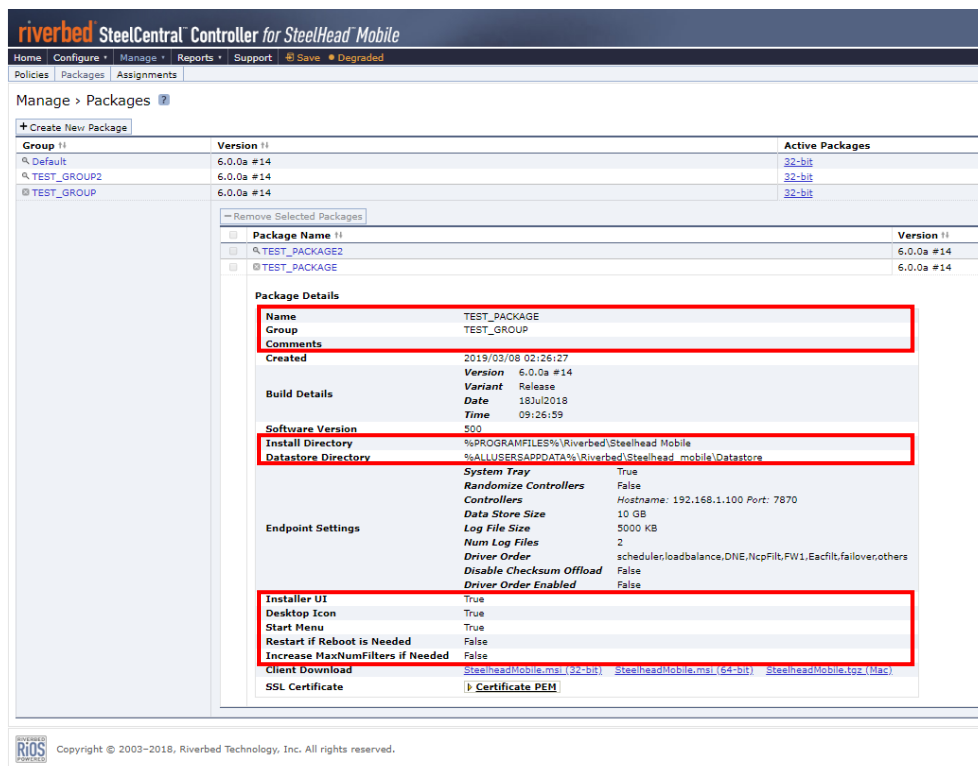 riverbed SteelCentral™ Controller for SteelHead™ Mobile
Home Configure Manage Reports Support Save Degraded
Policies Packages Assignments
Manage › Packages ?
+ Create New Package
Group Version Active Packages
Default 6.0.0a #14 32-bit
TEST_GROUP2 6.0.0a #14 32-bit
TEST_GROUP 6.0.0a #14 32-bit
Remove Selected Packages
Package Name Version
TEST_PACKAGE2 6.0.0a #14
TEST_PACKAGE 6.0.0a #14
Package Details
Name TEST_PACKAGE
Group TEST_GROUP
Comments
Created 2019/03/08 02:26:27
Version 6.0.0a #14
Variant Release
Build Details
Date 18Jul2018
Time 09:26:59
Software Version 500
Install Directory %PROGRAMFILES%\Riverbed\Steelhead Mobile
Datastore Directory %ALLUSERSAPPDATA%\Riverbed\Steelhead_mobile\Datastore
System Tray True
Randomize Controllers False
Controllers Hostname: 192.168.1.100 Port: 7870
Data Store Size 10 GB
Endpoint Settings Log File Size 5000 KB
Num Log Files 2
Driver Order scheduler,loadbalance,DNE,NcpFilt,FW1,Eacfilt,failover,others
Disable Checksum Offload False
Driver Order Enabled False
Installer UI True
Desktop Icon True
Start Menu True
Restart if Reboot is Needed False
Increase MaxNumFilters if Needed False
Client Download SteelheadMobile.msi (32-bit) SteelheadMobile.msi (64-bit) SteelheadMobile.tgz (Mac)
SSL Certificate Certificate PEM
RIVERBED RiOS POWERED Copyright © 2003–2018, Riverbed Technology, Inc. All rights reserved.